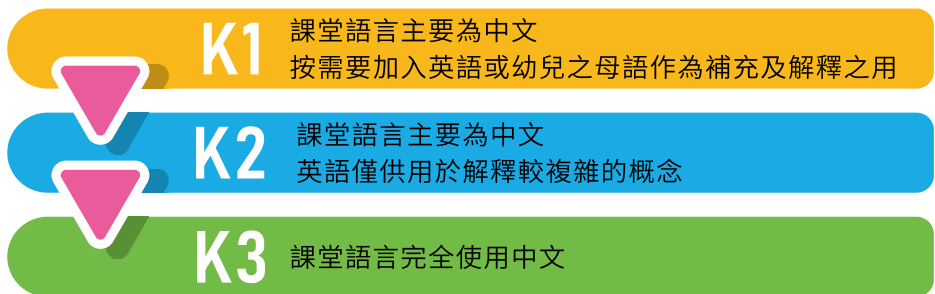 K1
課堂語言主要為中文
按需要加入英語或幼兒之母語作為補充及解釋之用
K2
課堂語言主要為中文
英語僅供用於解釋較複雜的概念
K3
課堂語言完全使用中文